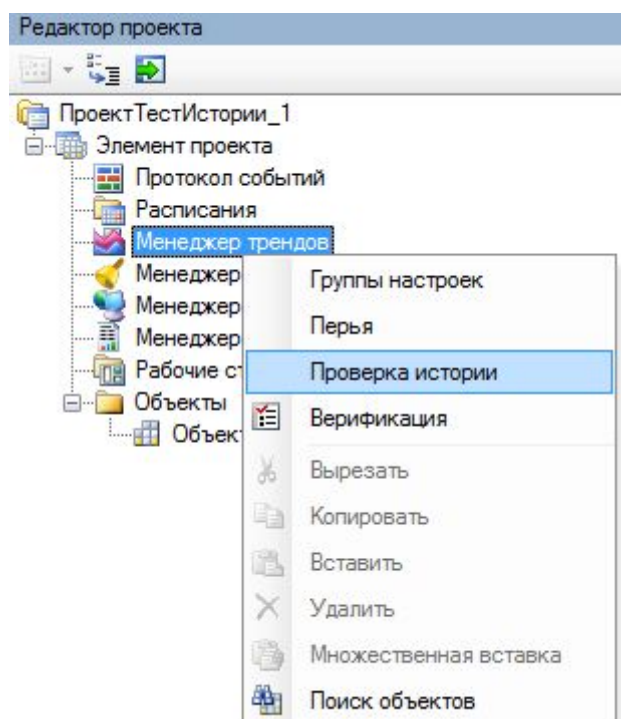 Редактор проекта
ПроектТестИстории_1
Элемент проекта
Протокол событий
Расписания
Менеджер трендов
Менеджер
Менеджер
Менеджер
Рабочие ст
Объекты
Объек
Группы настроек
Перья
Проверка истории
Верификация
Вырезать
Копировать
Вставить
Удалить
Множественная вставка
Поиск объектов